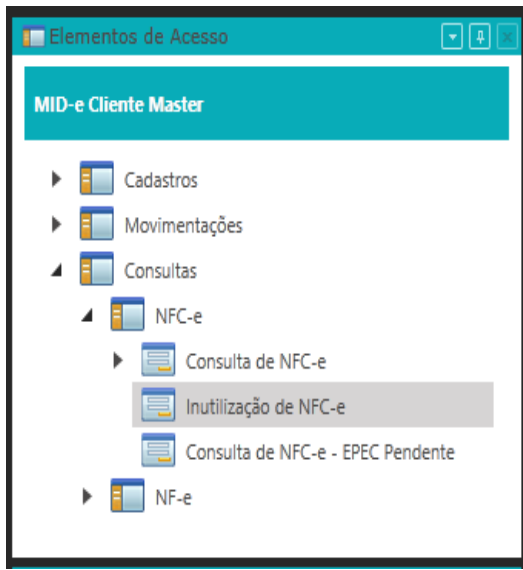 Elementos de Acesso
MID-e Cliente Master
Cadastros
Movimentações
Consultas
NFC-e
Consulta de NFC-e
Inutilização de NFC-e
Consulta de NFC-e - EPEC Pendente
NF-e